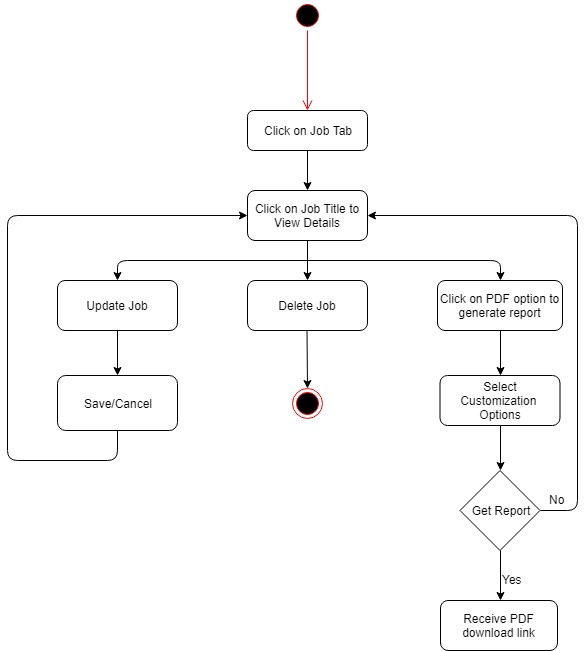 Click on Job Tab
Click on Job Title to
View Details
Update Job
Delete Job
Click on PDF option to
generate report
Save/Cancel
Select
Customization
Options
Get Report
No
Yes
Receive PDF
download link